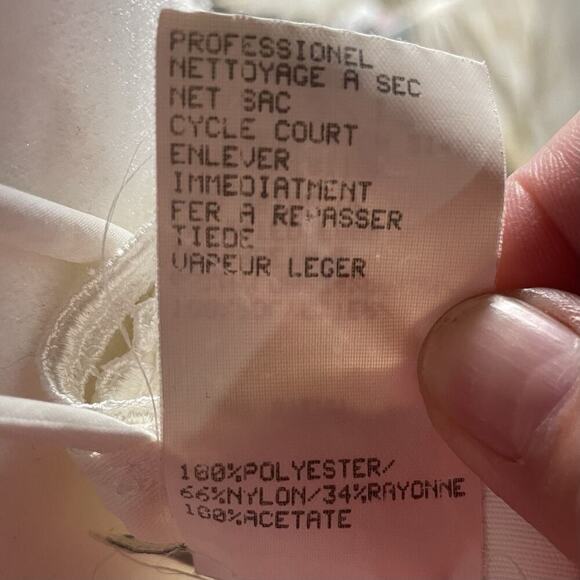 PROFESSIONEL
NETTOYAGE A SEC
NET SAC
CYCLE COURT
ENLEVER
IMMEDIATMENT
FER A REPASSER
TIEDE
VAPEUR LEGER
100%POLYESTER/
66%NYLON/34%RAYONNE
100%ACETATE